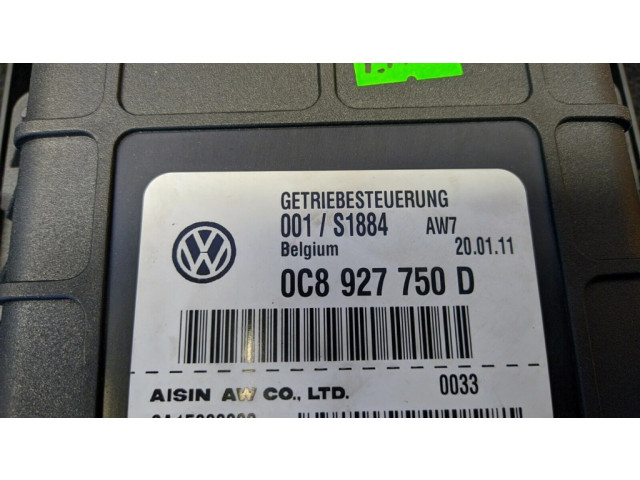 GETRIEBESTEUERUNG
001 / S1884 AW7
Belgium 20.01.11
0C8 927 750 D
AISIN AW CO., LTD. 0033